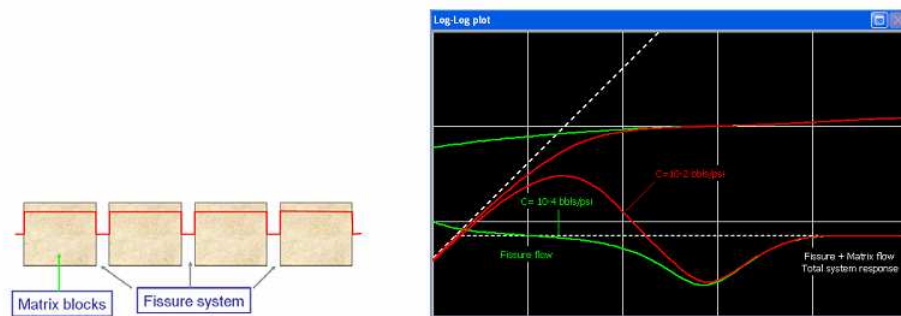 Log-Log plot
C=10-2 bbls/psi
C= 10-4 bbls/psi
Fissure flow
Fissure + Matrix flow
Total system response
Matrix blocks
Fissure system